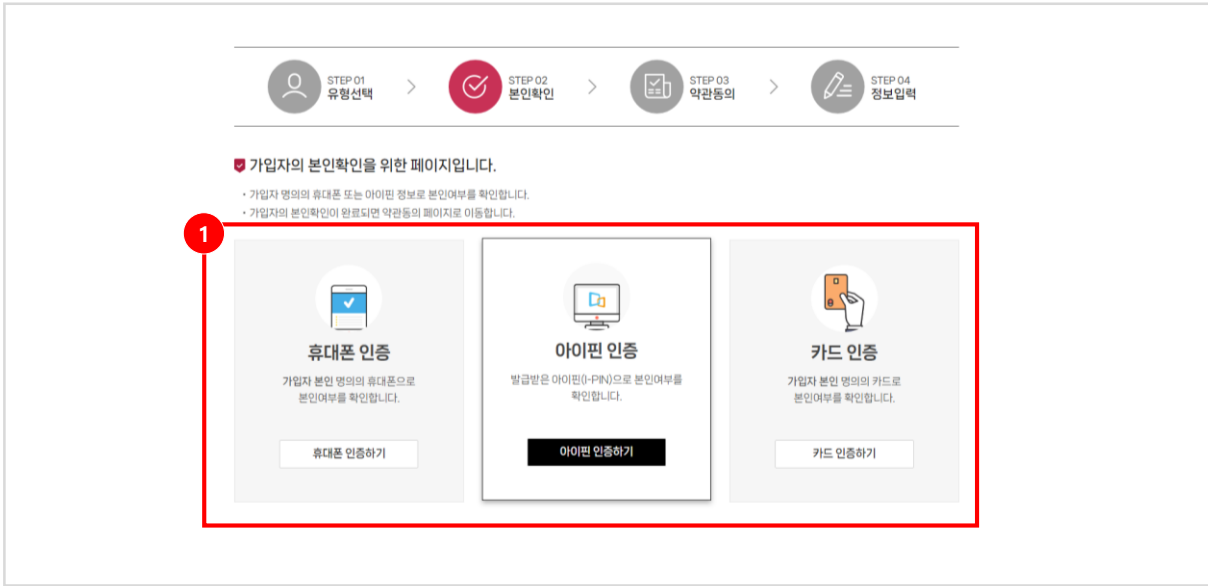 STEP 01
유형선택
STEP 02
본인확인
STEP 03
약관동의
STEP 04
정보입력
가입자의 본인확인을 위한 페이지입니다.
• 가입자 명의의 휴대폰 또는 아이핀 정보로 본인여부를 확인합니다.
• 가입자의 본인확인이 완료되면 약관동의 페이지로 이동합니다.
1
휴대폰 인증
가입자 본인 명의의 휴대폰으로
본인여부를 확인합니다.
휴대폰 인증하기
아이핀 인증
발급받은 아이핀(I-PIN)으로 본인여부를
확인합니다.
아이핀 인증하기
카드 인증
가입자 본인 명의의 카드로
본인여부를 확인합니다.
카드 인증하기